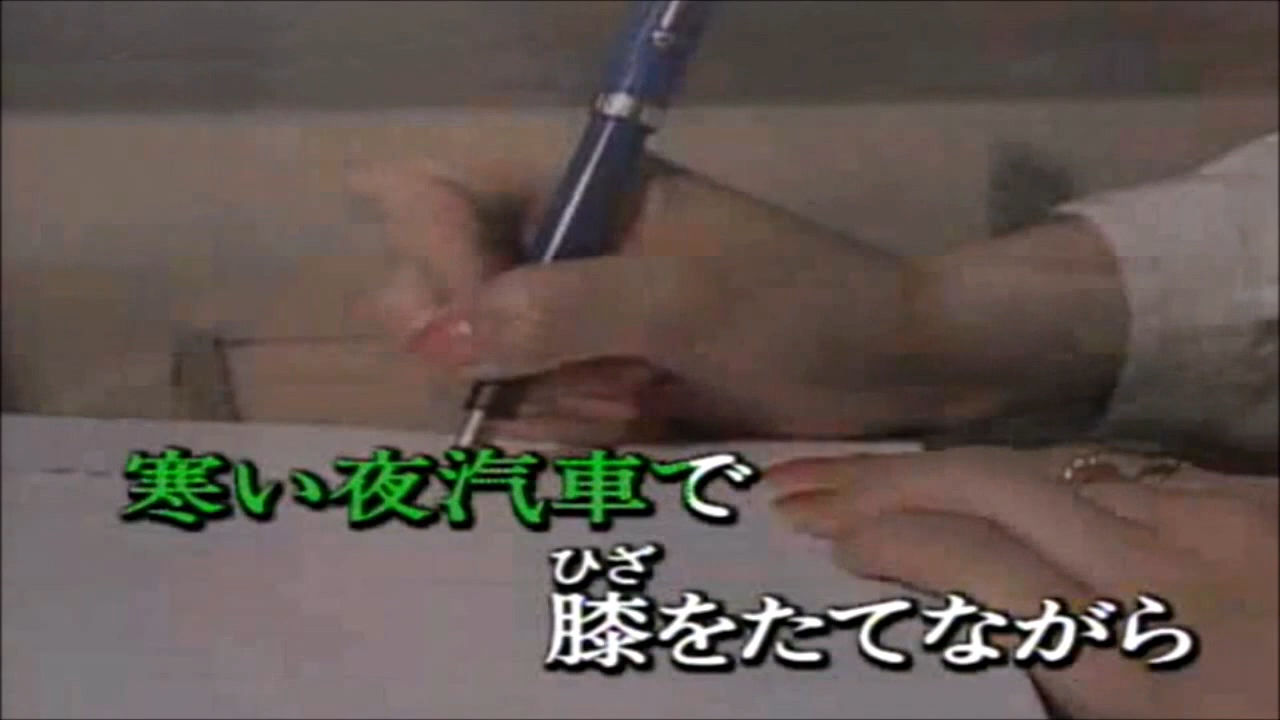 寒い夜汽車で
ひざ
膝をたてながら